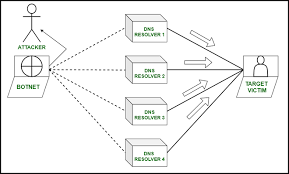 ATTACKER
BOTNET
DNS
RESOLVER 1
DNS
RESOLVER 2
DNS
RESOLVER 3
DNS
RESOLVER 4
TARGET
VICTIM